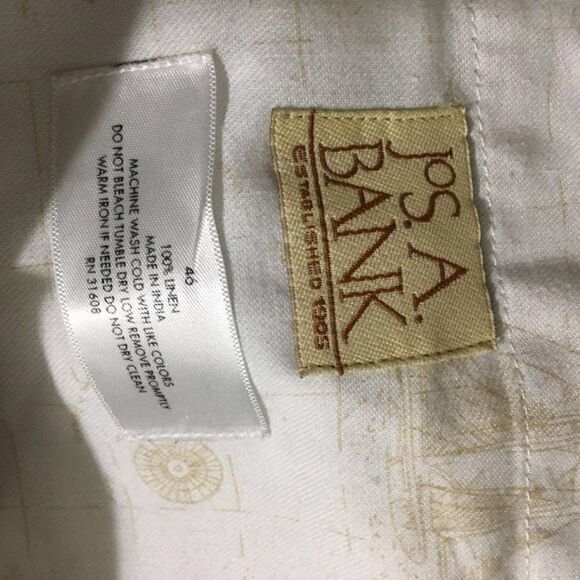 JOS. A.
BANK
ESTABLISHED 1905
46
100% LINEN
MADE IN INDIA
MACHINE WASH COLD WITH LIKE COLORS
DO NOT BLEACH TUMBLE DRY LOW REMOVE PROMPTLY
WARM IRON IF NEEDED DO NOT DRY CLEAN
RN 31608